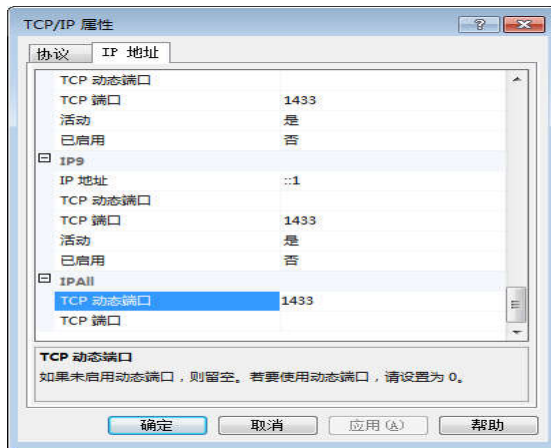 TCP/IP 属性
协议 IP 地址
TCP 动态端口
TCP 端口 1433
活动 是
已启用 否
IP9
IP 地址 ::1
TCP 动态端口
TCP 端口 1433
活动 是
已启用 否
IPAll
TCP 动态端口 1433
TCP 端口
TCP 动态端口
如果未启用动态端口，则留空。若要使用动态端口，请设置为 0。
确定 取消 应用(A) 帮助